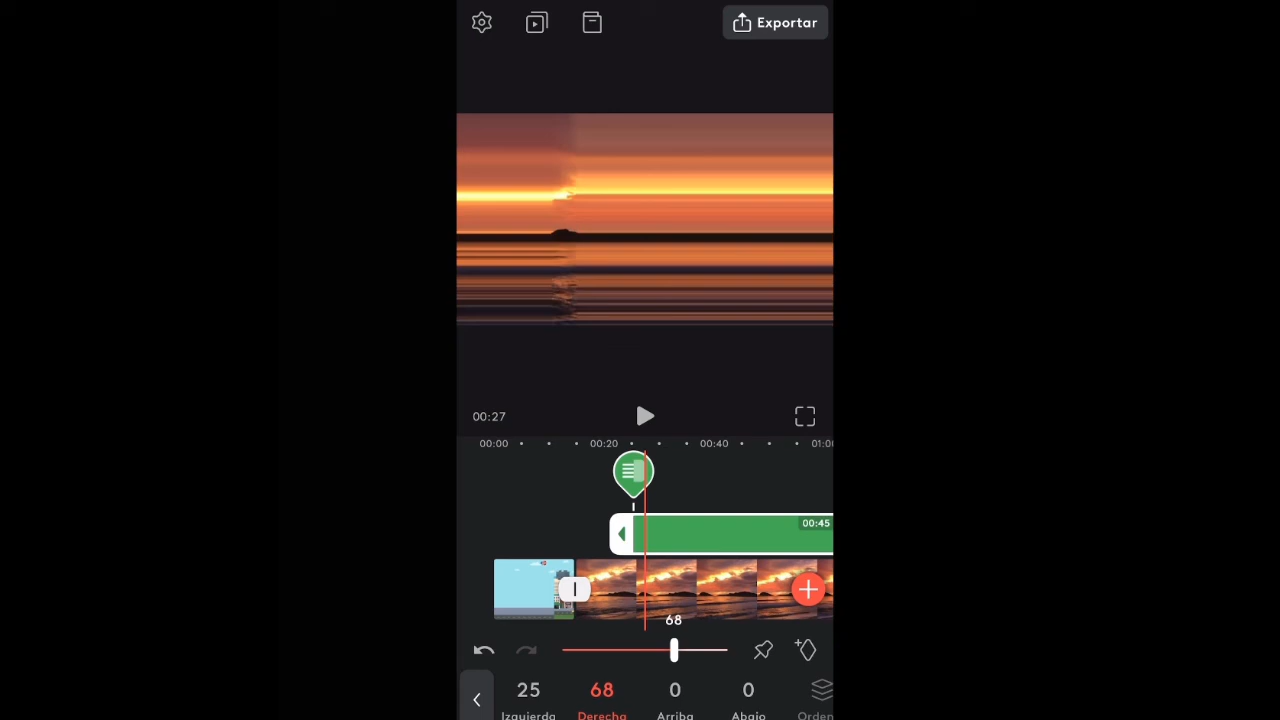 Exportar
00:27
00:00
00:20
00:40
01:00
00:45
68
25
68
0
0
Izquierda
Derecha
Arriba
Abajo
Orden